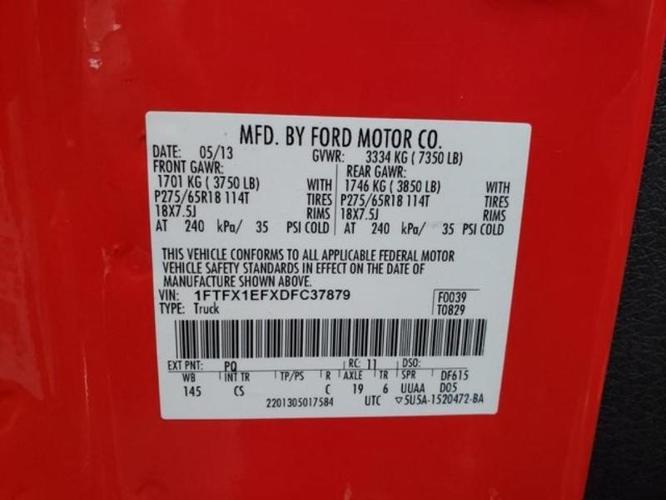 MFD. BY FORD MOTOR CO.
DATE: 05/13 GVWR: 3334 KG ( 7350 LB)
FRONT GAWR: REAR GAWR:
1701 KG ( 3750 LB) WITH 1746 KG ( 3850 LB) WITH
P275/65R18 114T TIRES P275/65R18 114T TIRES
18X7.5J RIMS 18X7.5J RIMS
AT 240 kPa/ 35 PSI COLD AT 240 kPa/ 35 PSI COLD
THIS VEHICLE CONFORMS TO ALL APPLICABLE FEDERAL MOTOR
VEHICLE SAFETY STANDARDS IN EFFECT ON THE DATE OF
MANUFACTURE SHOWN ABOVE.
VIN: 1FTFX1EFXDFC37879 F0039
TYPE: Truck T0829
EXT PNT: PQ RC: 11 DSO:
WB INT TR TP/PS R AXLE TR SPR DF615
145 CS C 19 6 UUAA D05
2201305017584 UTC ▽5U5A-1520472-BA